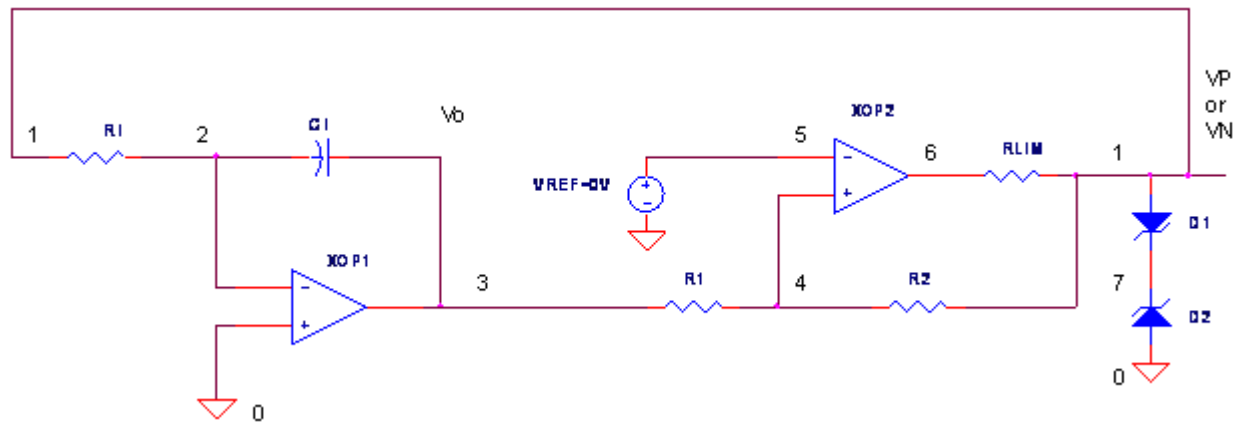 VP
or
VN
Vo
XOP2
1
RI
2
CI
5
6
RLIM
1
VREF=0V
D1
XOP1
3
R1
4
R2
7
D2
0
0